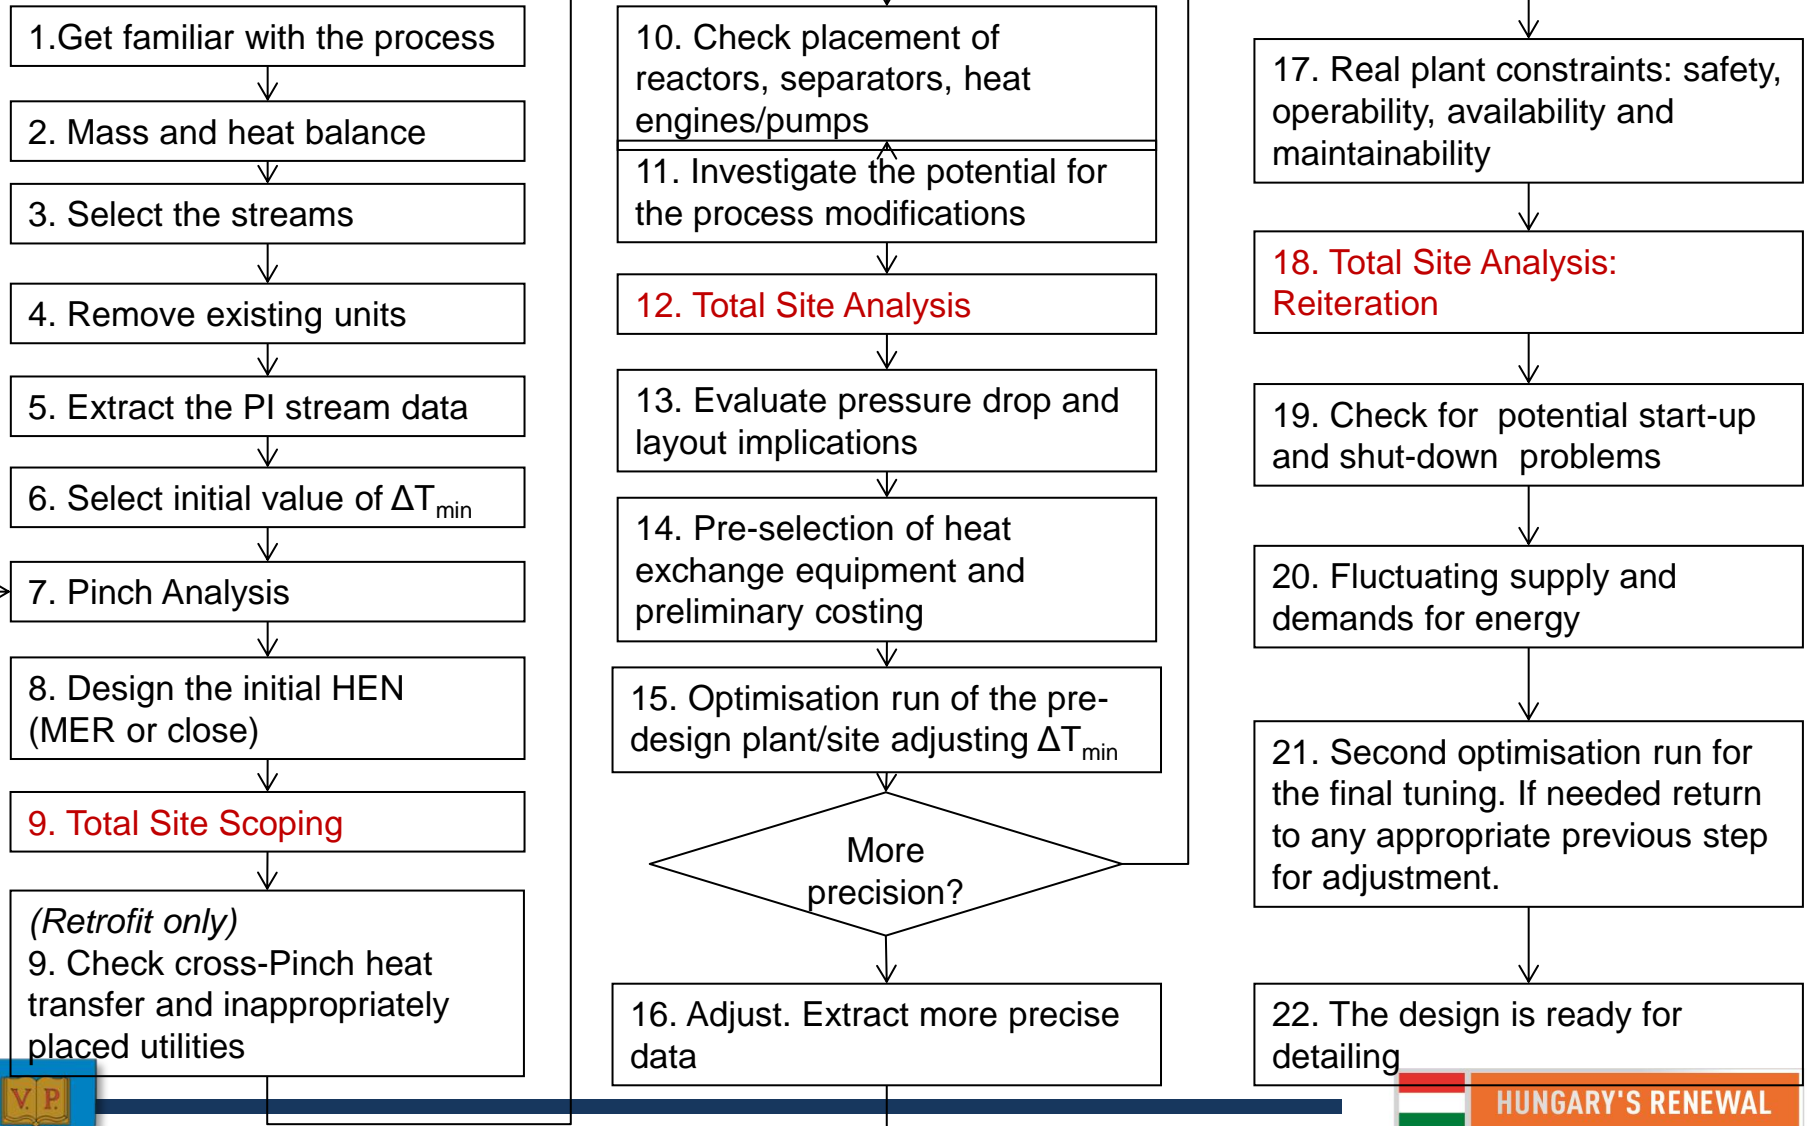 1.Get familiar with the process
2. Mass and heat balance
3. Select the streams
4. Remove existing units
5. Extract the PI stream data
6. Select initial value of ΔTmin
7. Pinch Analysis
8. Design the initial HEN
(MER or close)
9. Total Site Scoping
(Retrofit only)
9. Check cross-Pinch heat
transfer and inappropriately
placed utilities
10. Check placement of
reactors, separators, heat
engines/pumps
11. Investigate the potential for
the process modifications
12. Total Site Analysis
13. Evaluate pressure drop and
layout implications
14. Pre-selection of heat
exchange equipment and
preliminary costing
15. Optimisation run of the pre-
design plant/site adjusting ΔTmin
More
precision?
16. Adjust. Extract more precise
data
17. Real plant constraints: safety,
operability, availability and
maintainability
18. Total Site Analysis:
Reiteration
19. Check for  potential start-up
and shut-down  problems
20. Fluctuating supply and
demands for energy
21. Second optimisation run for
the final tuning. If needed return
to any appropriate previous step
for adjustment.
22. The design is ready for
detailing
V. P.
HUNGARY'S RENEWAL